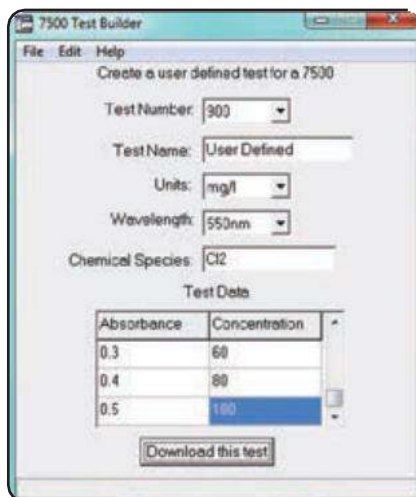 7500 Test Builder
File Edit Help
Create a user defined test for a 7500
Test Number: 900
Test Name: User Defined
Units: mg/l
Wavelength: 550nm
Chemical Species: Cl2
Test Data
Absorbance Concentration
0.3 60
0.4 80
0.5 100
Download this test